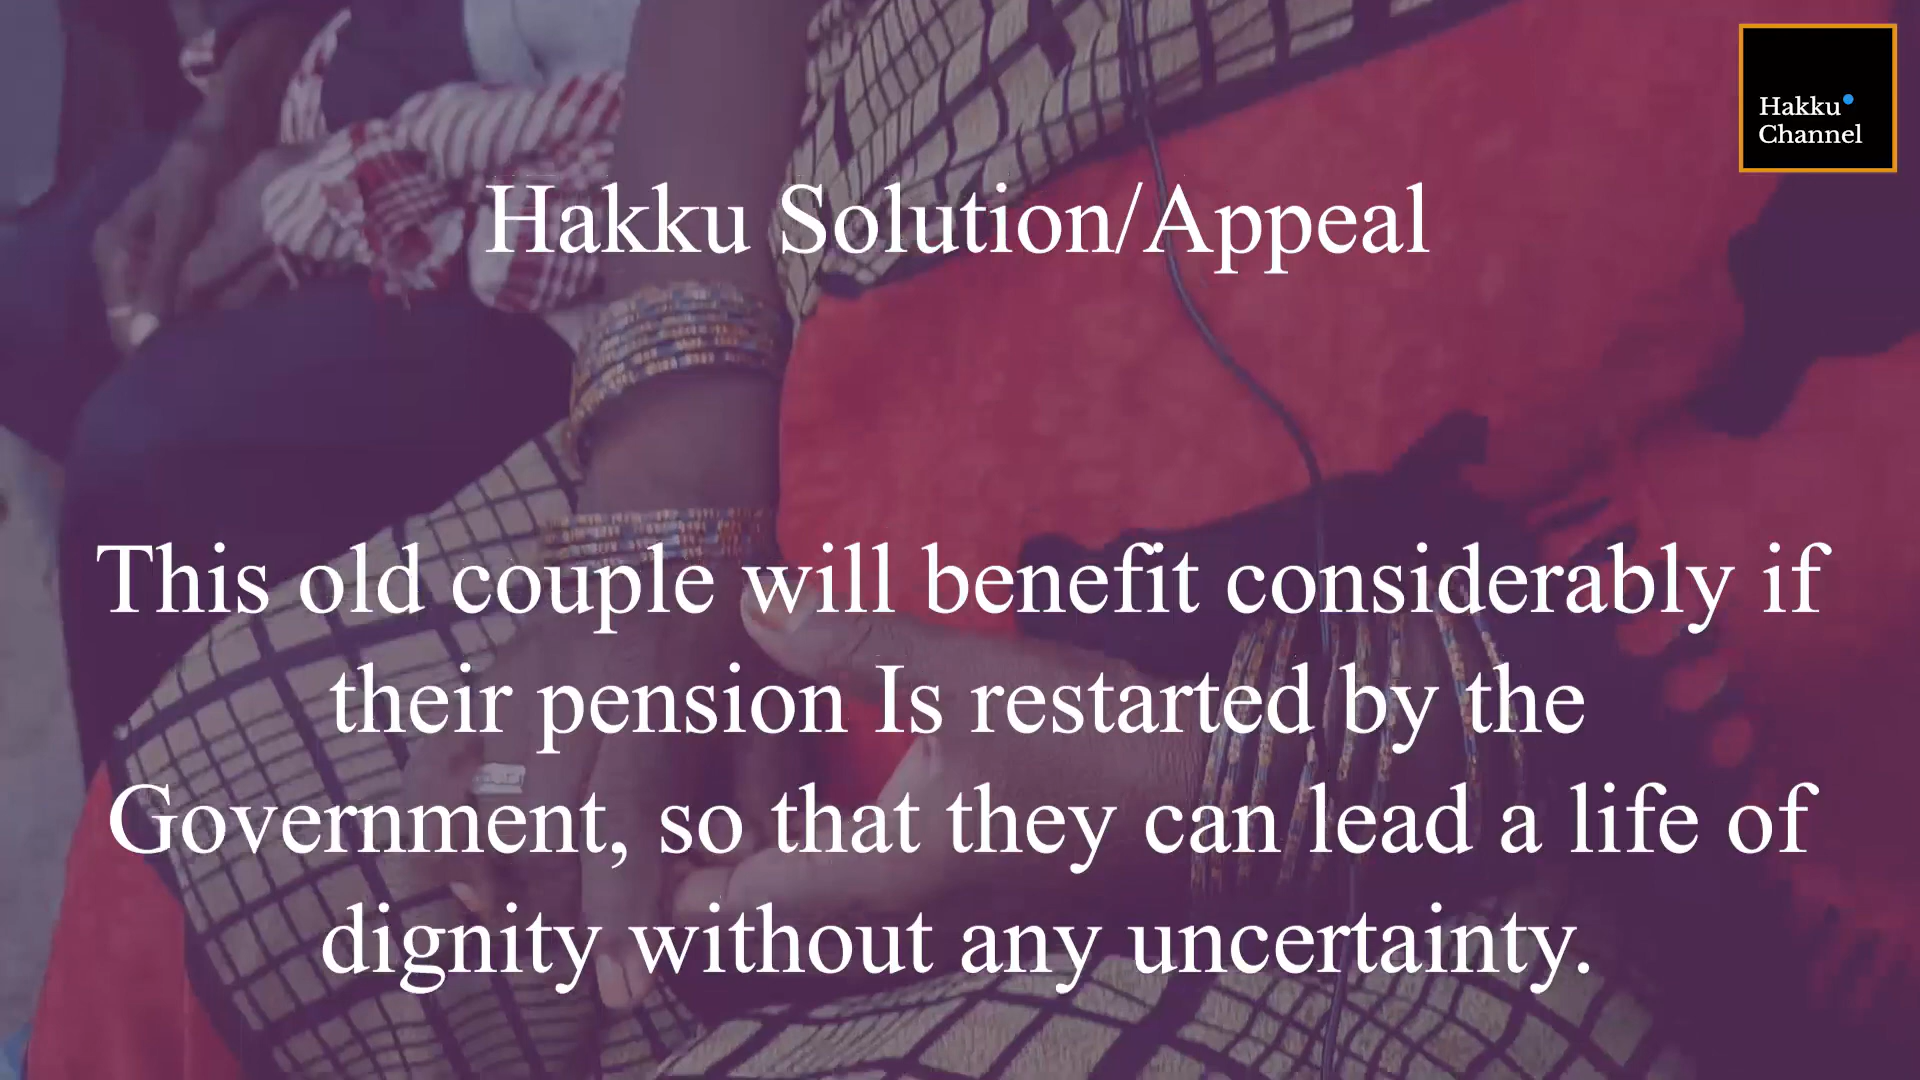 Hakku
Channel
Hakku Solution/Appeal
This old couple will benefit considerably if
their pension Is restarted by the
Government, so that they can lead a life of
dignity without any uncertainty.